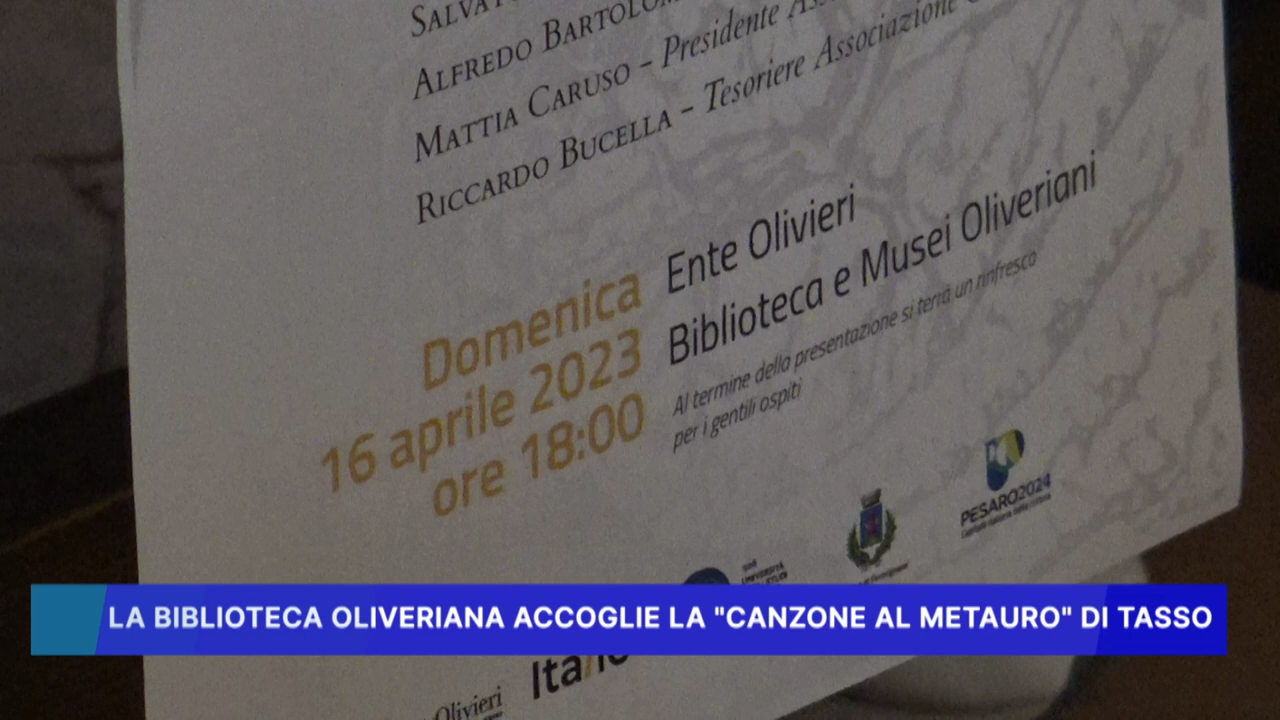 ALFREDO
MATTIA CARUSO – Presidente
RICCARDO BUCELLA – Tesoriere Associazione
Domenica
16 aprile 2023
ore 18:00
Ente Olivieri
Biblioteca e Musei Oliveriani
Al termine della presentazione si terrà un rinfresco
per i gentili ospiti
PESARO2024
LA BIBLIOTECA OLIVERIANA ACCOGLIE LA "CANZONE AL METAURO" DI TASSO
Olivieri